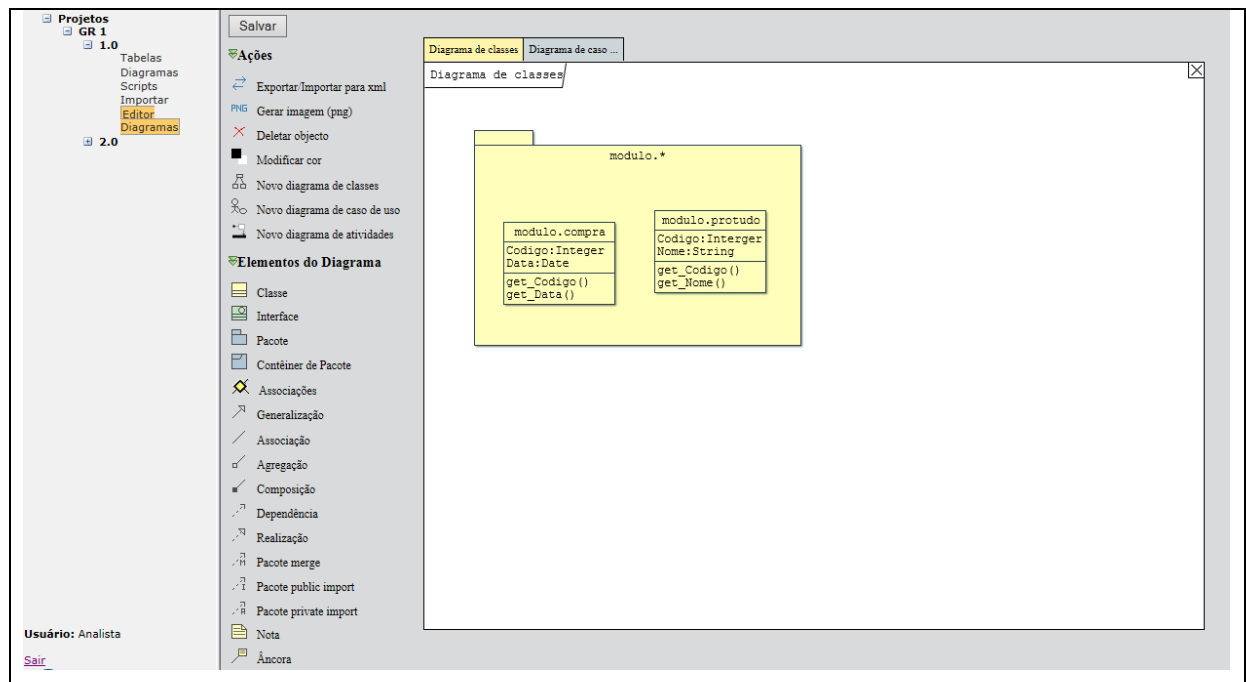 Projetos
GR 1
1.0
Tabelas
Diagramas
Scripts
Importar
Editor
Diagramas
2.0
Usuário: Analista
Sair
Salvar
Ações
Exportar/Importar para xml
PNG Gerar imagem (png)
Deletar objecto
Modificar cor
Novo diagrama de classes
Novo diagrama de caso de uso
Novo diagrama de atividades
Elementos do Diagrama
Classe
Interface
Pacote
Contêiner de Pacote
Associações
Generalização
Associação
Agregação
Composição
Dependência
Realização
M Pacote merge
I Pacote public import
A Pacote private import
Nota
Âncora
Diagrama de classes Diagrama de caso ...
Diagrama de classes
modulo.*
modulo.compra
Codigo:Integer
Data:Date
get_Codigo()
get_Data()
modulo.protudo
Codigo:Interger
Nome:String
get_Codigo()
get_Nome()